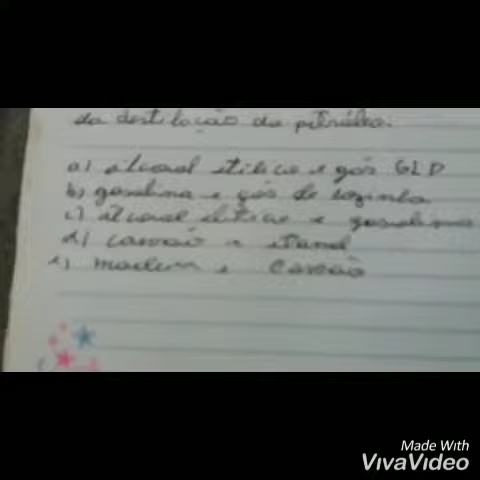 da destilação do petróleo.
a) álcool etílico e gás GLP
b) gasolina e gás de cozinha
c) álcool etílico e gasolina
d) carvão e etanol
e) madeira e carvão
Made With
VivaVideo